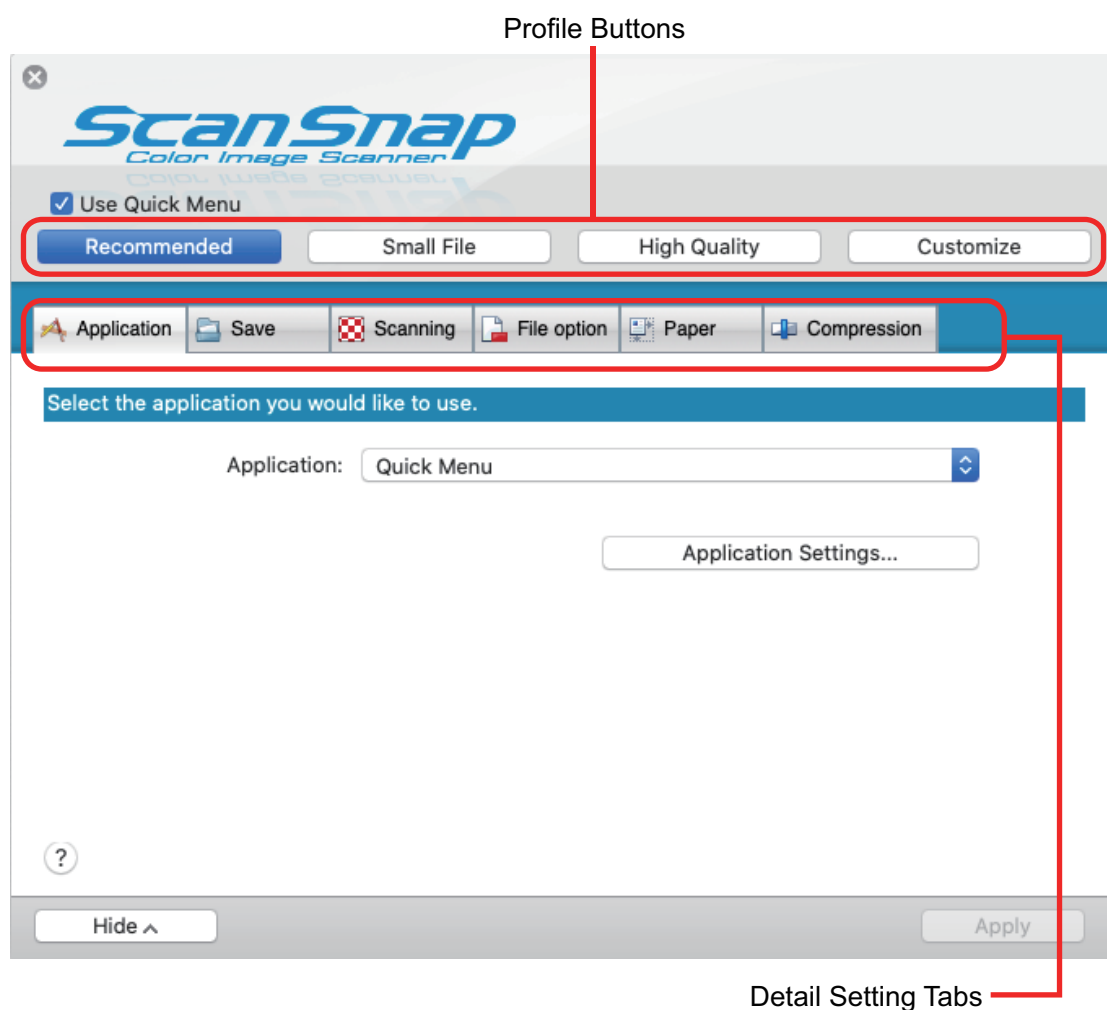 Profile Buttons
ScanSnap
Color Image Scanner
Use Quick Menu
Recommended Small File High Quality Customize
Application Save Scanning File option Paper Compression
Select the application you would like to use.
Application: Quick Menu
Application Settings...
?
Hide Apply
Detail Setting Tabs